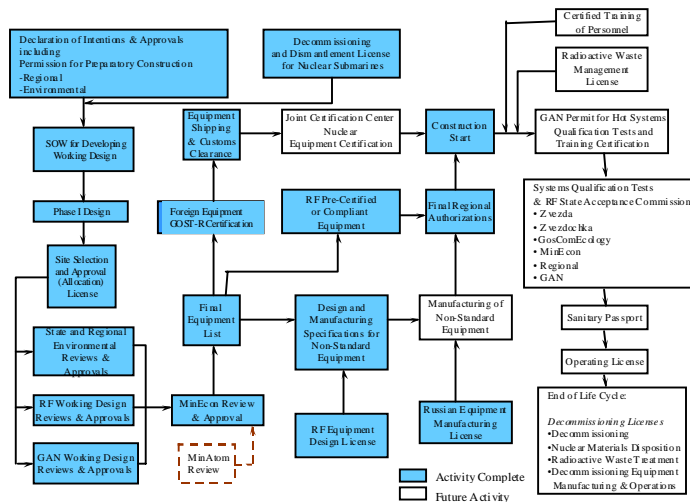 Declaration of Intentions & Approvals
including
Permission for Preparatory Construction
-Regional
-Environmental
Decommissioning
and Dismantlement License
for Nuclear Submarines
Certified Training
of Personnel
Radioactive Waste
Management
License
SOW for Developing
Working Design
Equipment
Shipping
& Customs
Clearance
Joint Certification Center
Nuclear
Equipment Certification
Construction
Start
GAN Permit for Hot Systems
Qualification Tests and
Training Certification
Phase I Design
Foreign Equipment
GOST-R Certification
RF Pre-Certified
or Compliant
Equipment
Final Regional
Authorizations
Systems Qualification Tests
& RF State Acceptance Commission
• Zvezda
• Zvezdochka
• GosComEcology
• MinEcon
• Regional
• GAN
Site Selection
and Approval
(Allocation)
License
Final
Equipment
List
Design and
Manufacturing
Specifications for
Non-Standard
Equipment
Manufacturing of
Non-Standard
Equipment
Sanitary Passport
Operating License
State and Regional
Environmental
Reviews &
Approvals
RF Working Design
Reviews & Approvals
GAN Working Design
Reviews & Approvals
MinEcon Review
& Approval
MinAtom
Review
RF Equipment
Design License
Russian Equipment
Manufacturing
License
End of Life Cycle:
Decommissioning Licenses
•Decommissioning
•Nuclear Materials Disposition
•Radioactive Waste Treatment
•Decommissioning Equipment
Manufacturing & Operations
Activity Complete
Future Activity